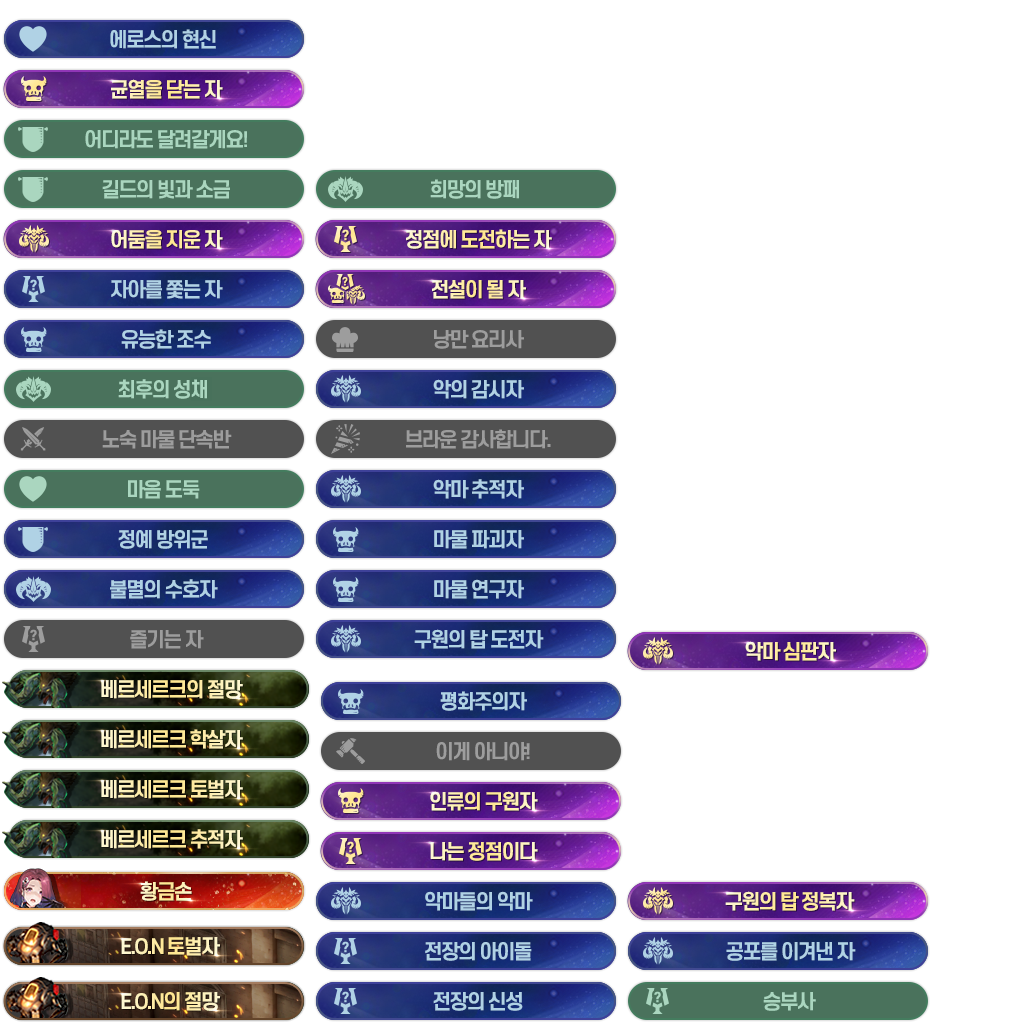 에로스의 현신
균열을 닫는 자
어디라도 달려갈게요!
길드의 빛과 소금
희망의 방패
어둠을 지운 자
정점에 도전하는 자
자아를 쫓는 자
전설이 될 자
유능한 조수
낭만 요리사
최후의 성채
악의 감시자
노숙 마물 단속반
브라운 감사합니다.
마음 도둑
악마 추적자
정예 방위군
마물 파괴자
불멸의 수호자
마물 연구자
즐기는 자
구원의 탑 도전자
악마 심판자
베르세르크의 절망
평화주의자
베르세르크 학살자
이게 아니야!
베르세르크 토벌자
인류의 구원자
베르세르크 추적자
나는 정점이다
황금손
악마들의 악마
구원의 탑 정복자
E.O.N 토벌자
전장의 아이돌
공포를 이겨낸 자
E.O.N의 절망
전장의 신성
승부사